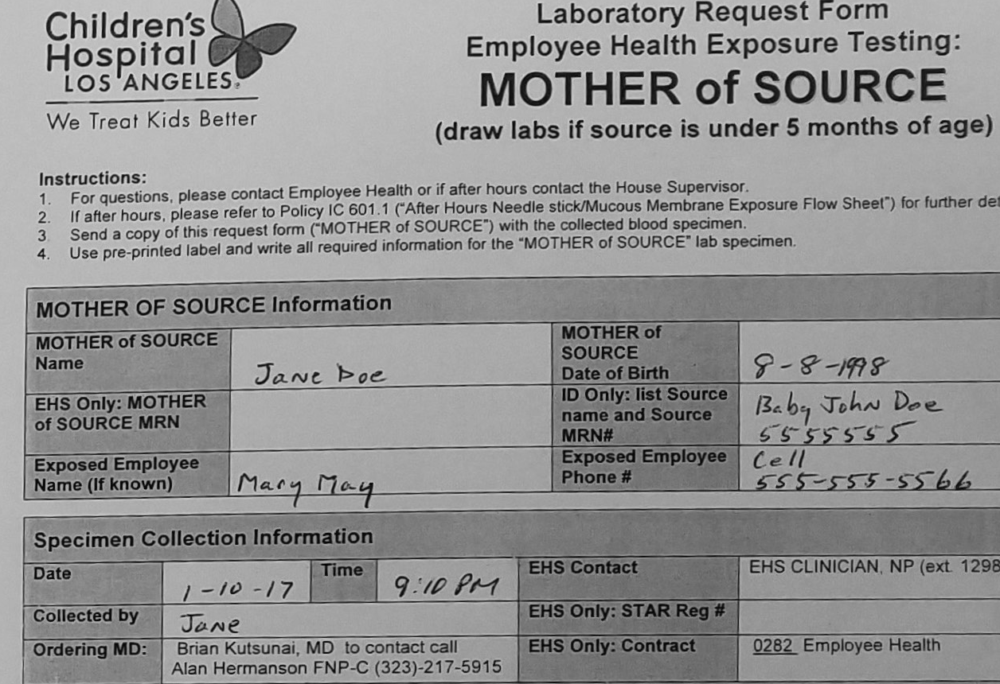 Children's
Hospital
LOS ANGELES®
We Treat Kids Better
Laboratory Request Form
Employee Health Exposure Testing:
MOTHER of SOURCE
(draw labs if source is under 5 months of age)
Instructions:
1. For questions, please contact Employee Health or if after hours contact the House Supervisor.
2. If after hours, please refer to Policy IC 601.1 (“After Hours Needle stick/Mucous Membrane Exposure Flow Sheet”) for further
3. Send a copy of this request form (“MOTHER of SOURCE”) with the collected blood specimen.
4. Use pre-printed label and write all required information for the “MOTHER of SOURCE” lab specimen.
MOTHER OF SOURCE Information
MOTHER of SOURCE
Name
Jane Doe
MOTHER of
SOURCE
Date of Birth
8-8-1998
EHS Only: MOTHER
of SOURCE MRN
ID Only: list Source
name and Source
MRN#
Baby John Doe
5555555
Exposed Employee
Name (If known)
Mary May
Exposed Employee
Phone #
Cell
555-555-5566
Specimen Collection Information
Date
1-10-17
Time
9:10 PM
EHS Contact
EHS CLINICIAN, NP (ext. 1298
Collected by
Jane
EHS Only: STAR Reg #
Ordering MD:
Brian Kutsunai, MD to contact call
Alan Hermanson FNP-C (323)-217-5915
EHS Only: Contract
0282 Employee Health